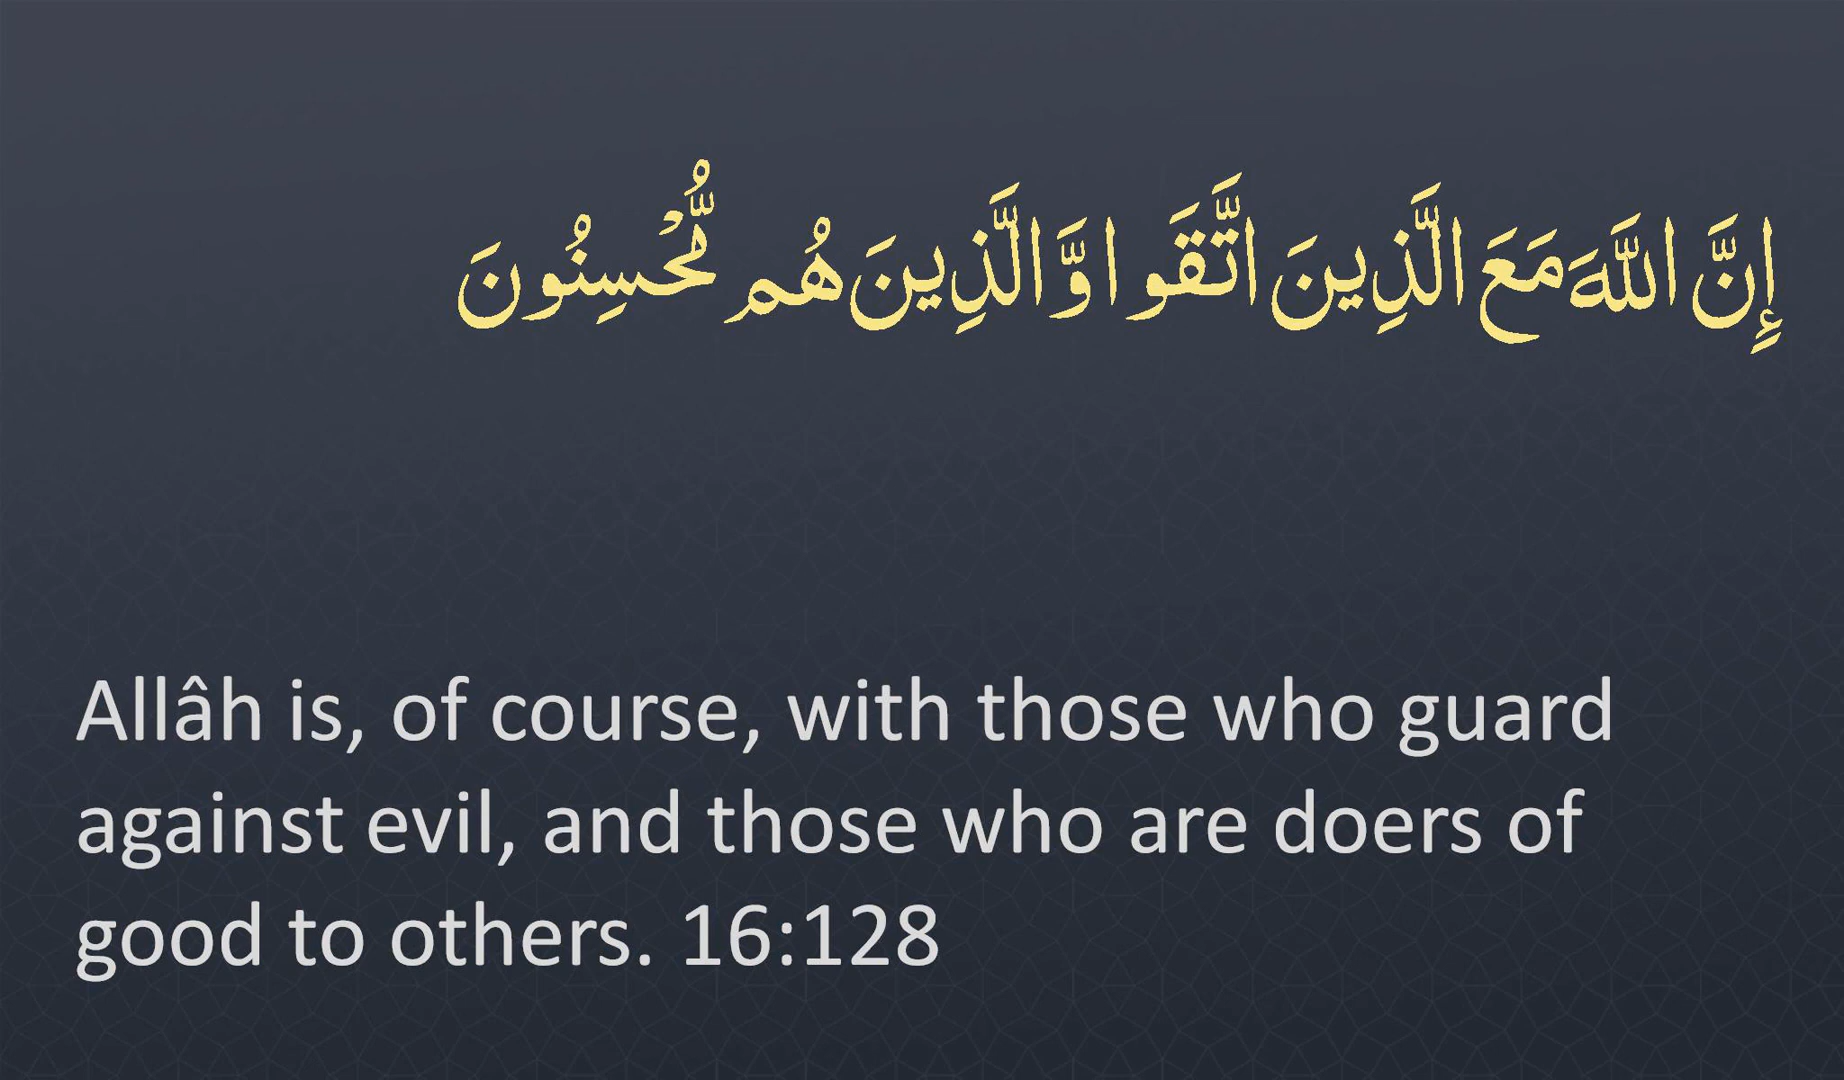 إِنَّ اللَّهَ مَعَ الَّذِينَ اتَّقَوا وَّالَّذِينَ هُم مُّحْسِنُونَ
Allâh is, of course, with those who guard
against evil, and those who are doers of
good to others. 16:128